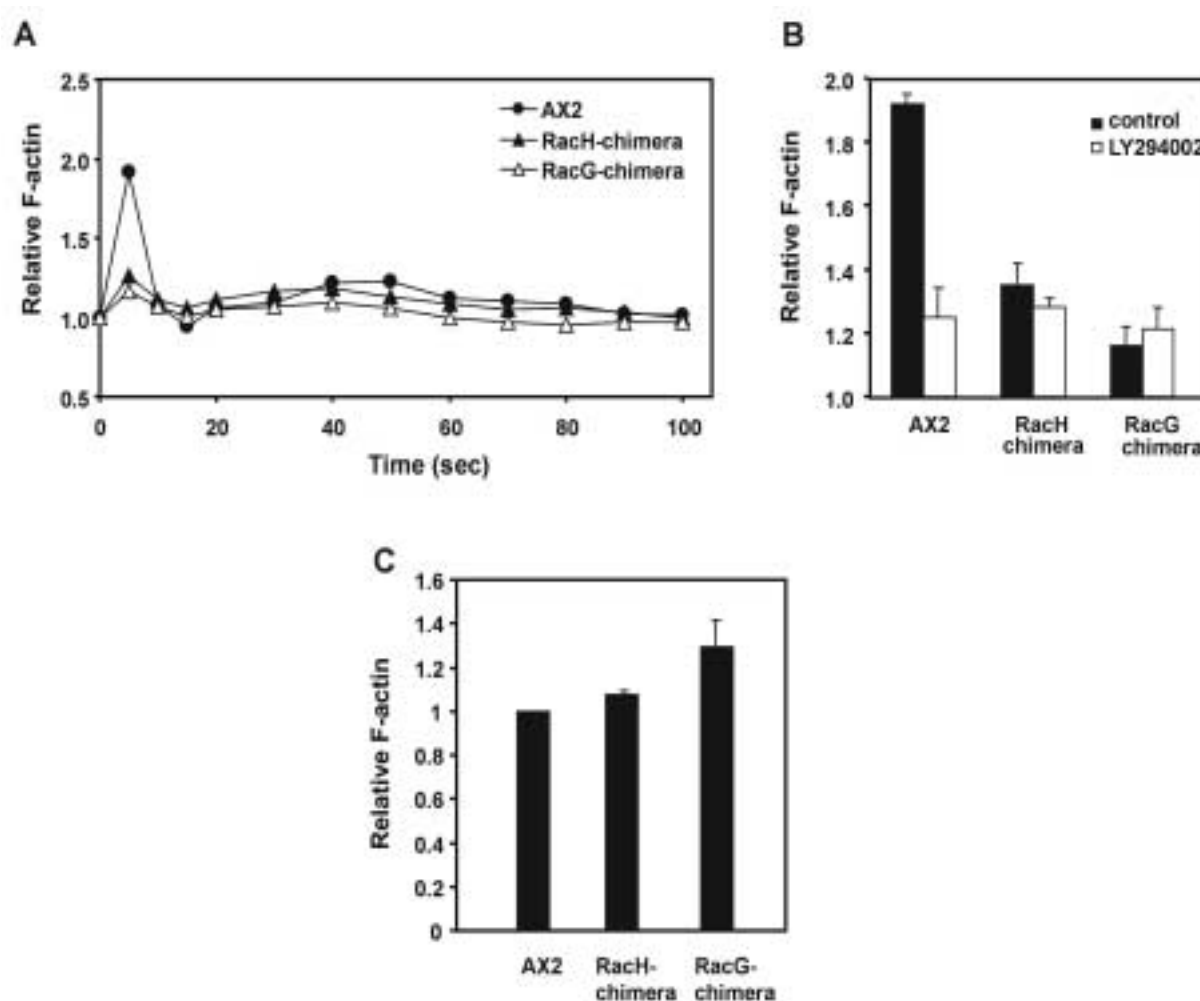 A
Relative F-actin
2.5
2.0
1.5
1.0
0.5
AX2
RacH-chimera
RacG-chimera
0 20 40 60 80 100
Time (sec)
B
Relative F-actin
2.0
1.8
1.6
1.4
1.2
1.0
control
LY294002
AX2 RacH RacG
chimera chimera
C
Relative F-actin
1.6
1.4
1.2
1
0.8
0.6
0.4
0.2
0
AX2 RacH- RacG-
chimera chimera